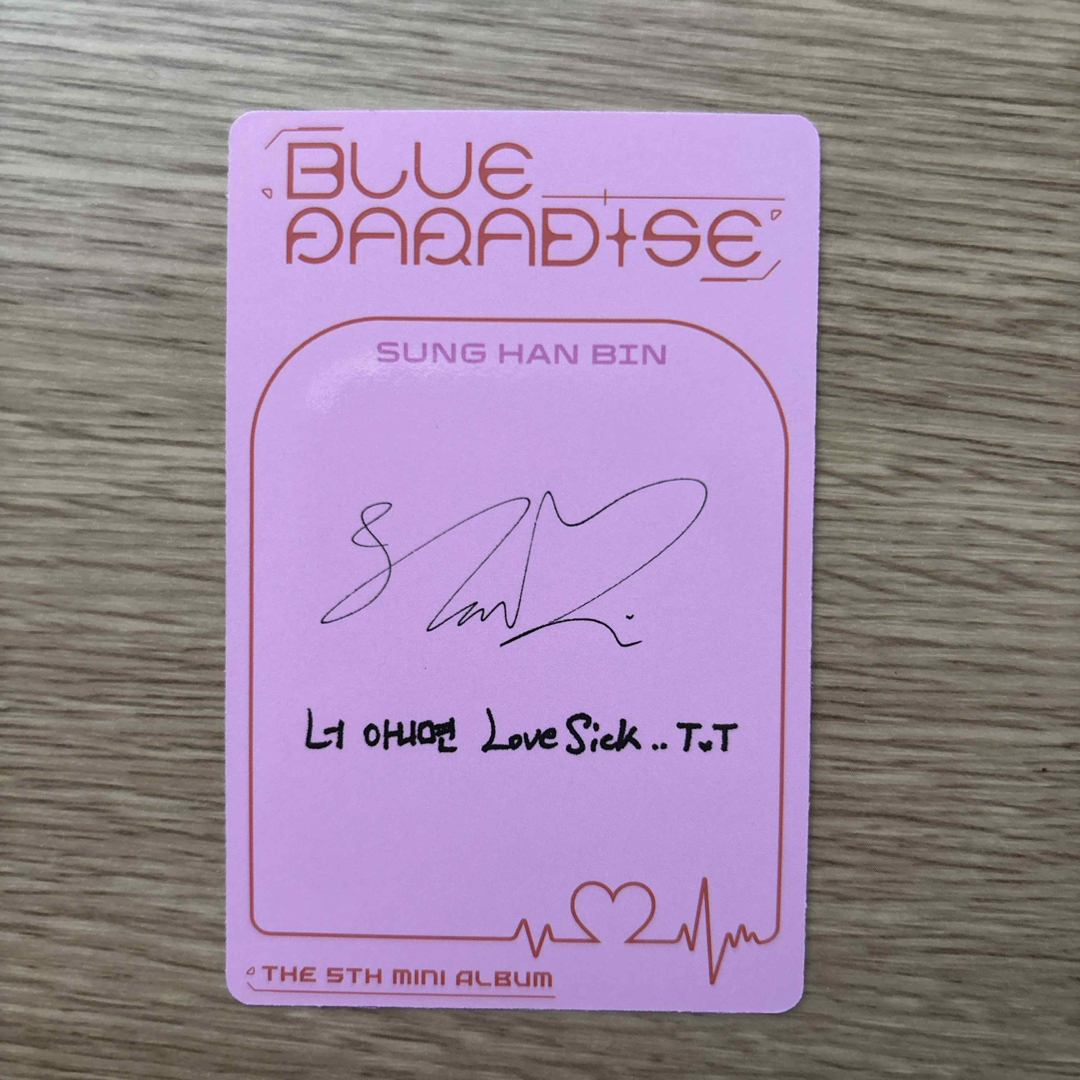 BLUE
PARADISE
SUNG HAN BIN
너 아니면 Love Sick.. T.T
THE 5TH MINI ALBUM